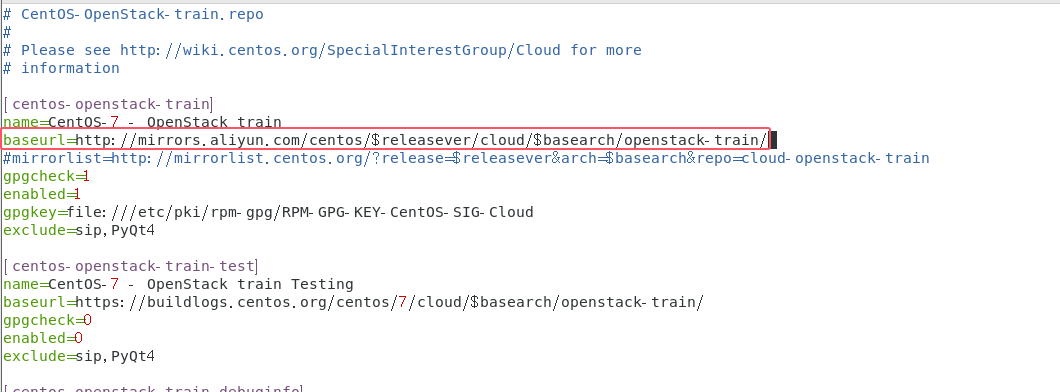 # CentOS-OpenStack-train.repo
#
# Please see http://wiki.centos.org/SpecialInterestGroup/Cloud for more
# information
[centos-openstack-train]
name=CentOS-7 - OpenStack train
baseurl=http://mirrors.aliyun.com/centos/$releasever/cloud/$basearch/openstack-train/
#mirrorlist=http://mirrorlist.centos.org/?release=$releasever&arch=$basearch&repo=cloud-openstack-train
gpgcheck=1
enabled=1
gpgkey=file:///etc/pki/rpm-gpg/RPM-GPG-KEY-CentOS-SIG-Cloud
exclude=sip,PyQt4
[centos-openstack-train-test]
name=CentOS-7 - OpenStack train Testing
baseurl=https://buildlogs.centos.org/centos/7/cloud/$basearch/openstack-train/
gpgcheck=0
enabled=0
exclude=sip,PyQt4
[centos-openstack-train-debuginfo]